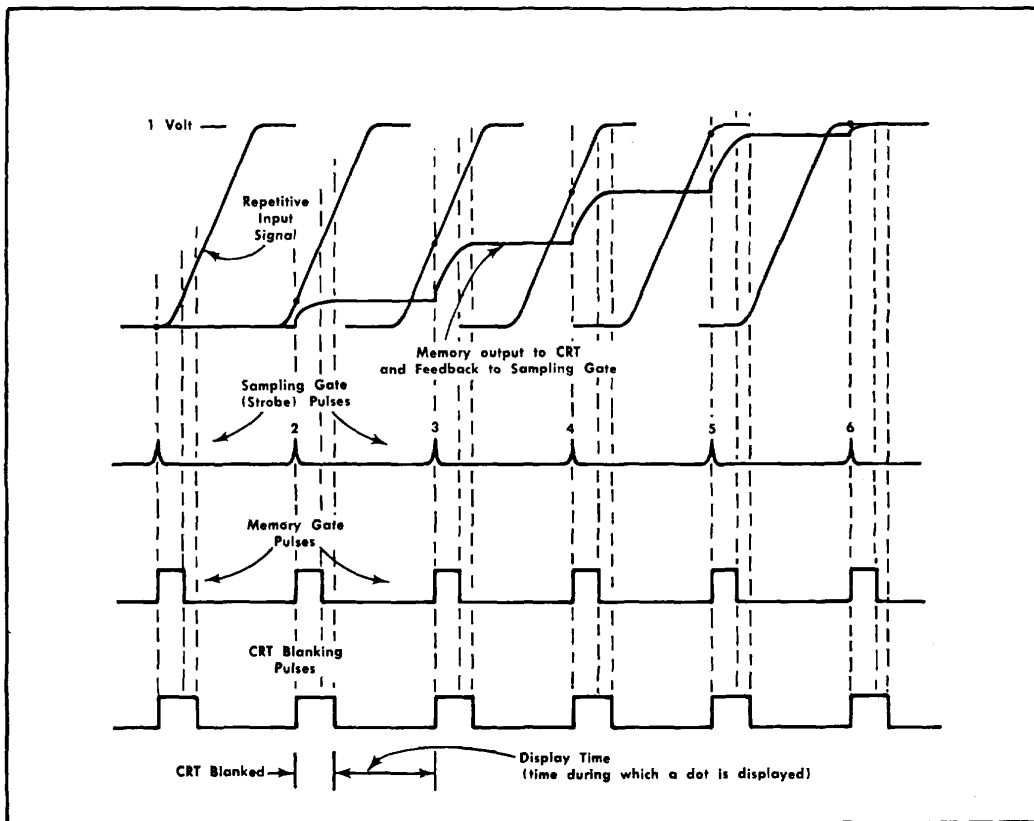 1 Volt
Repetitive
Input
Signal
Memory output to CRT
and Feedback to Sampling Gate
Sampling Gate
(Strobe) Pulses
1
2
3
4
5
6
Memory Gate
Pulses
CRT Blanking
Pulses
CRT Blanked
Display Time
(time during which a dot is displayed)